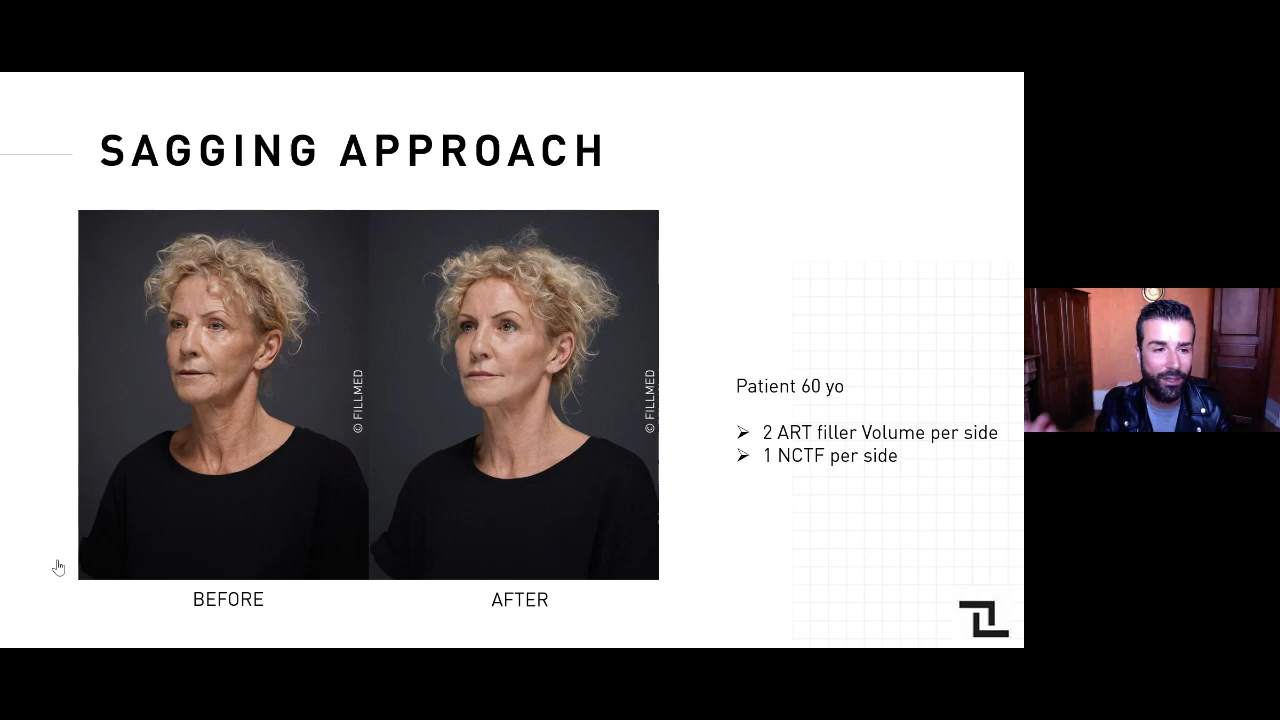 SAGGING APPROACH
© FILLMED
© FILLMED
BEFORE
AFTER
Patient 60 yo
➢ 2 ART filler Volume per side
➢ 1 NCTF per side